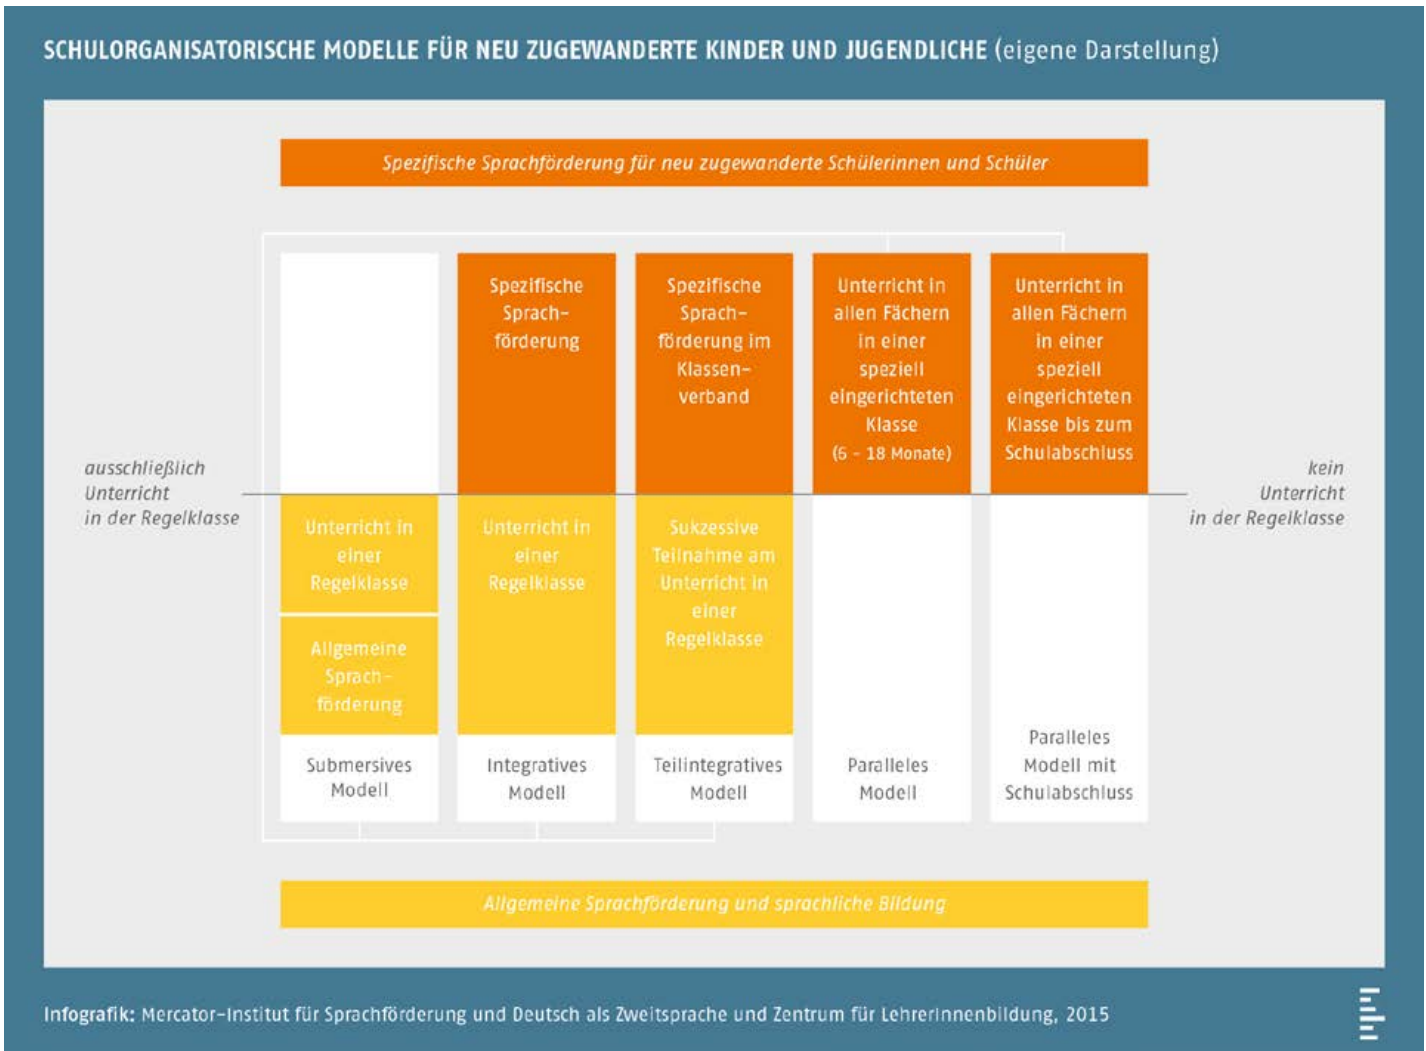 SCHULORGANISATORISCHE MODELLE FÜR NEU ZUGEWANDERTE KINDER UND JUGENDLICHE (eigene Darstellung)
Spezifische Sprachförderung für neu zugewanderte Schülerinnen und Schüler
ausschließlich
Unterricht
in der Regelklasse
Unterricht in
einer
Regelklasse
Allgemeine
Sprach-
förderung
Submersives
Modell
Spezifische
Sprach-
förderung
Unterricht in
einer
Regelklasse
Integratives
Modell
Spezifische
Sprach-
förderung im
Klassen-
verband
Sukzessive
Teilnahme am
Unterricht in
einer
Regelklasse
Teilintegratives
Modell
Unterricht in
allen Fächern
in einer
speziell
eingerichteten
Klasse
(6 - 18 Monate)
Paralleles
Modell
Unterricht in
allen Fächern
in einer
speziell
eingerichteten
Klasse bis zum
Schulabschluss
Paralleles
Modell mit
Schulabschluss
kein
Unterricht
in der Regelklasse
Allgemeine Sprachförderung und sprachliche Bildung
Infografik: Mercator-Institut für Sprachförderung und Deutsch als Zweitsprache und Zentrum für LehrerInnenbildung, 2015